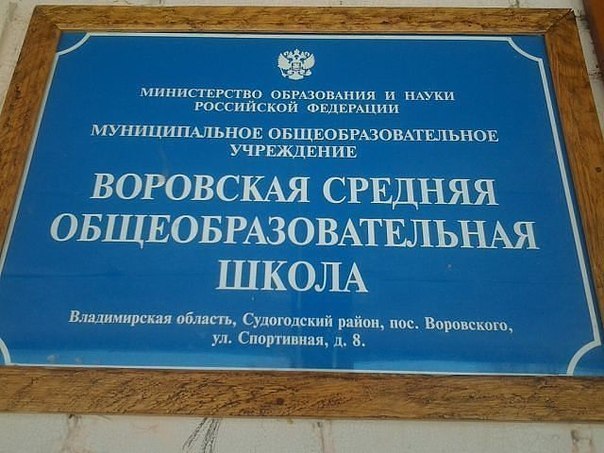 МИНИСТЕРСТВО ОБРАЗОВАНИЯ И НАУКИ
РОССИЙСКОЙ ФЕДЕРАЦИИ
МУНИЦИПАЛЬНОЕ ОБЩЕОБРАЗОВАТЕЛЬНОЕ
УЧРЕЖДЕНИЕ
ВОРОВСКАЯ СРЕДНЯЯ
ОБЩЕОБРАЗОВАТЕЛЬНАЯ
ШКОЛА
Владимирская область, Судогодский район, пос. Воровского,
ул. Спортивная, д. 8.